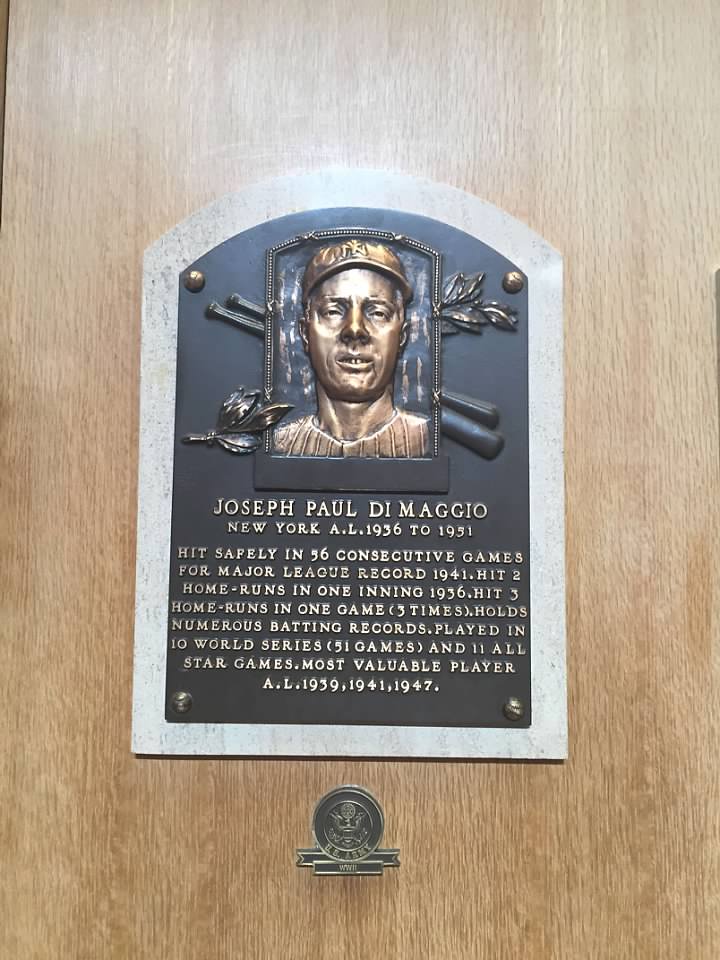 NY
JOSEPH PAUL DI MAGGIO
NEW YORK A.L.1936 TO 1951
HIT SAFELY IN 56 CONSECUTIVE GAMES
FOR MAJOR LEAGUE RECORD 1941.HIT 2
HOME-RUNS IN ONE INNING 1936.HIT 3
HOME-RUNS IN ONE GAME (3 TIMES).HOLDS
NUMEROUS BATTING RECORDS.PLAYED IN
10 WORLD SERIES (51 GAMES) AND 11 ALL
STAR GAMES.MOST VALUABLE PLAYER
A.L.1939,1941,1947.
U.S. ARMY
WWII